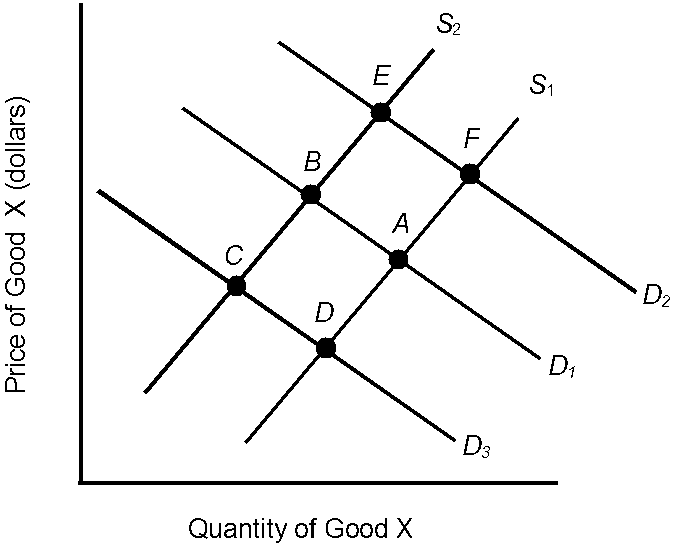 S2
E
S1
F
B
A
C
D
D2
D1
D3
Price of Good X (dollars)
Quantity of Good X